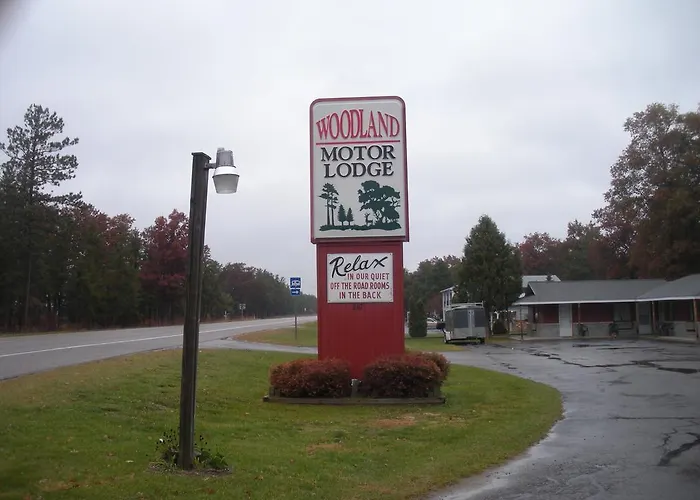 WOODLAND
MOTOR
LODGE
Relax
IN OUR QUIET
OFF THE ROAD ROOMS
IN THE BACK